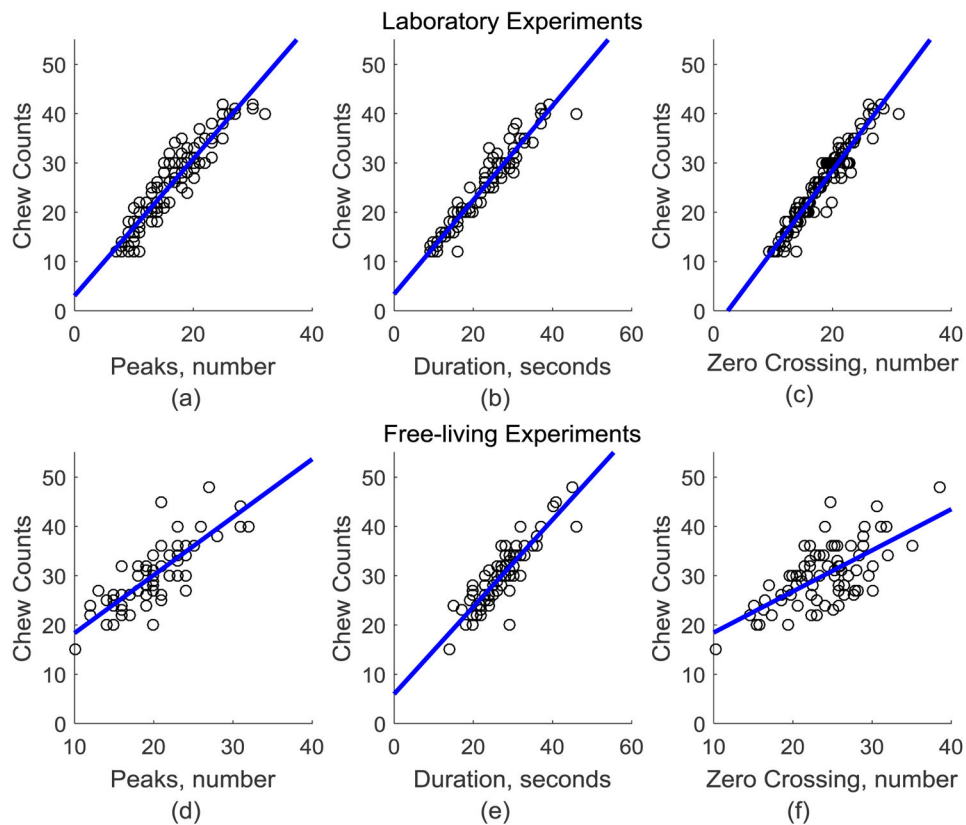 Laboratory Experiments
Chew Counts
50
40
30
20
10
0
0 20 40
Peaks, number
(a)
Chew Counts
50
40
30
20
10
0
0 20 40 60
Duration, seconds
(b)
Chew Counts
50
40
30
20
10
0
0 20 40
Zero Crossing, number
(c)
Free-living Experiments
Chew Counts
50
40
30
20
10
0
10 20 30 40
Peaks, number
(d)
Chew Counts
50
40
30
20
10
0
0 20 40 60
Duration, seconds
(e)
Chew Counts
50
40
30
20
10
0
10 20 30 40
Zero Crossing, number
(f)